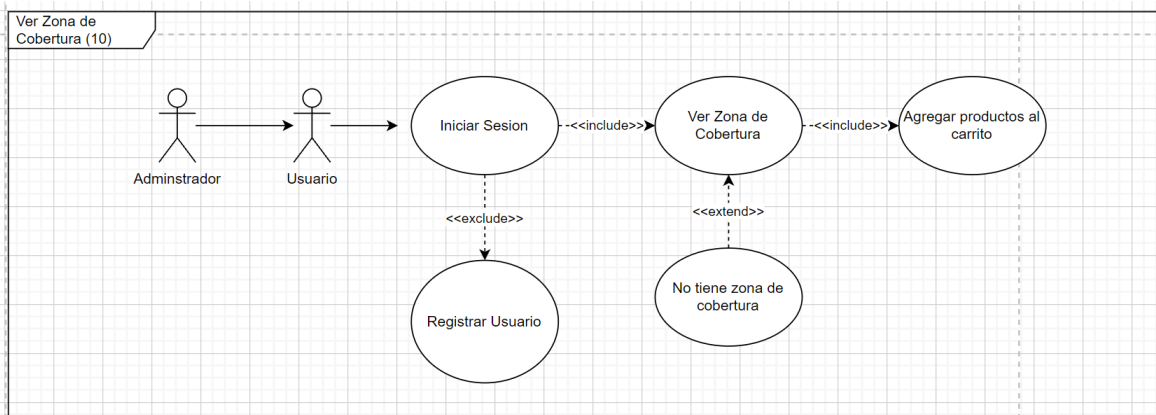 Ver Zona de
Cobertura (10)
Adminstrador
Usuario
Iniciar Sesion
<<include>>
Ver Zona de
Cobertura
<<include>>
Agregar productos al
carrito
<<exclude>>
<<extend>>
Registrar Usuario
No tiene zona de
cobertura